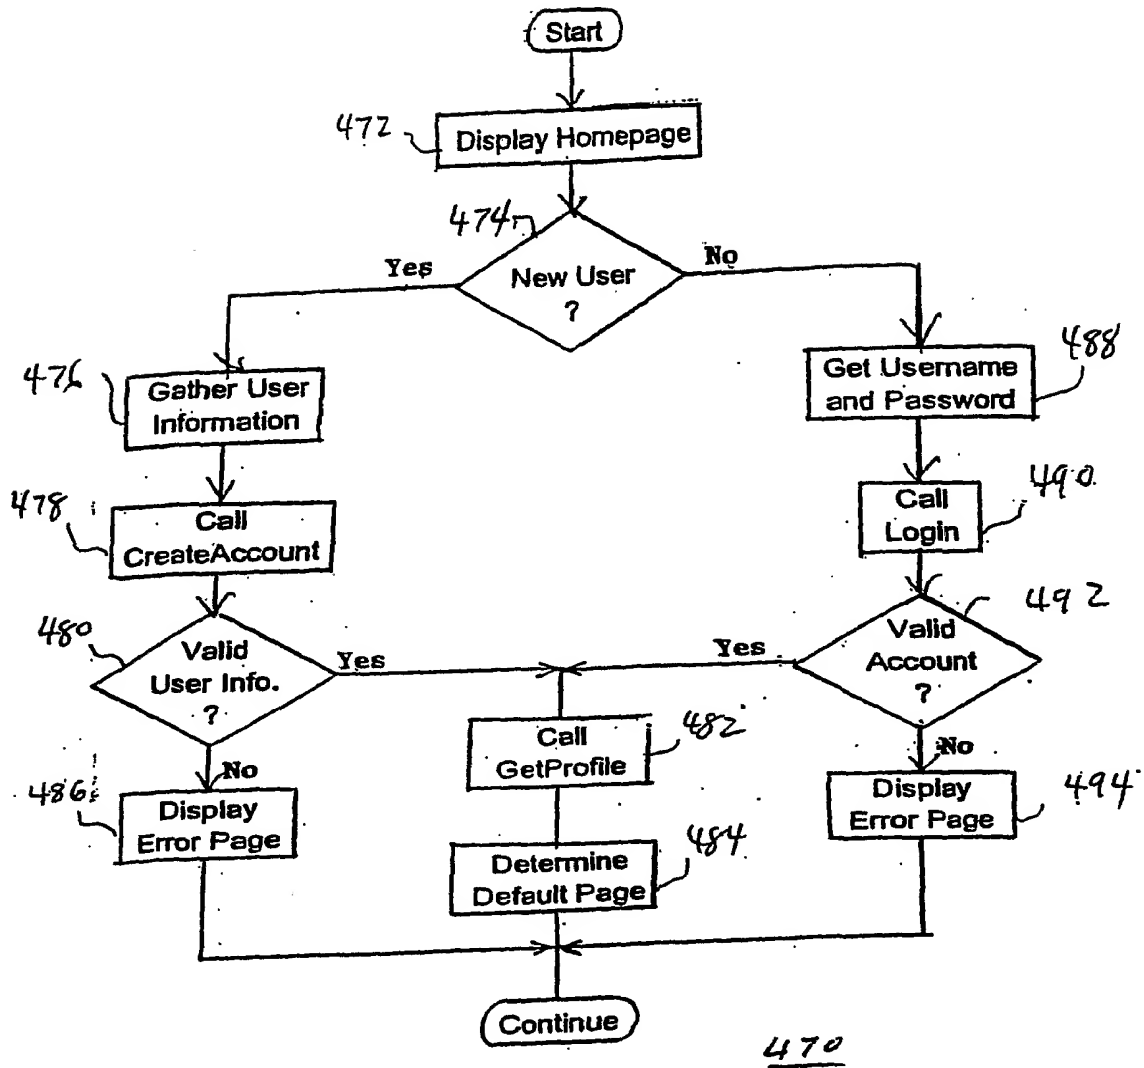 Start
472
Display Homepage
474
New User
?
Yes
No
476
Gather User
Information
488
Get Username
and Password
478
Call
CreateAccount
490
Call
Login
480
Valid
User Info.
?
Yes
492
Valid
Account
?
Yes
482
Call
GetProfile
No
486
Display
Error Page
No
494
Display
Error Page
484
Determine
Default Page
Continue
470